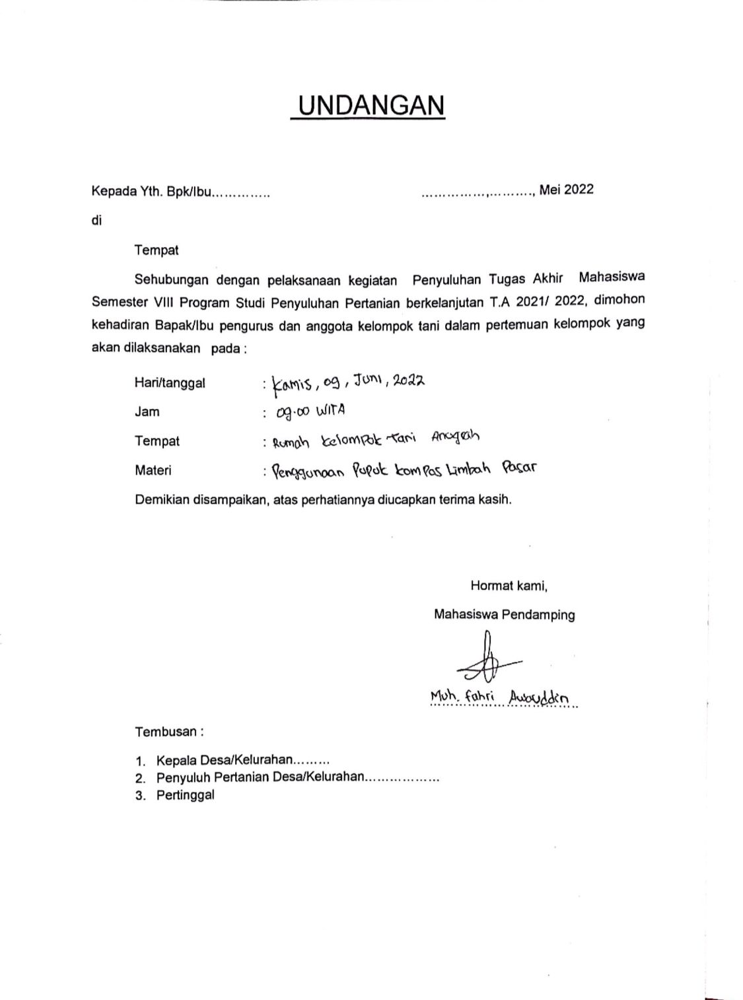 UNDANGAN
Kepada Yth. Bpk/Ibu.............. ...............,.........., Mei 2022
di
Tempat
Sehubungan dengan pelaksanaan kegiatan Penyuluhan Tugas Akhir Mahasiswa
Semester VIII Program Studi Penyuluhan Pertanian berkelanjutan T.A 2021/ 2022, dimohon
kehadiran Bapak/Ibu pengurus dan anggota kelompok tani dalam pertemuan kelompok yang
akan dilaksanakan pada :
Hari/tanggal : Kamis, 09, Juni, 2022
Jam : 09.00 WITA
Tempat : Rumah Kelompok Tani
Materi : Penggunaan Pupuk Kompas Limbah Pasar
Demikian disampaikan, atas perhatiannya diucapkan terima kasih.
Hormat kami,
Mahasiswa Pendamping
Muh. Fahri
Tembusan :
1. Kepala Desa/Kelurahan.........
2. Penyuluh Pertanian Desa/Kelurahan..................
3. Pertinggal